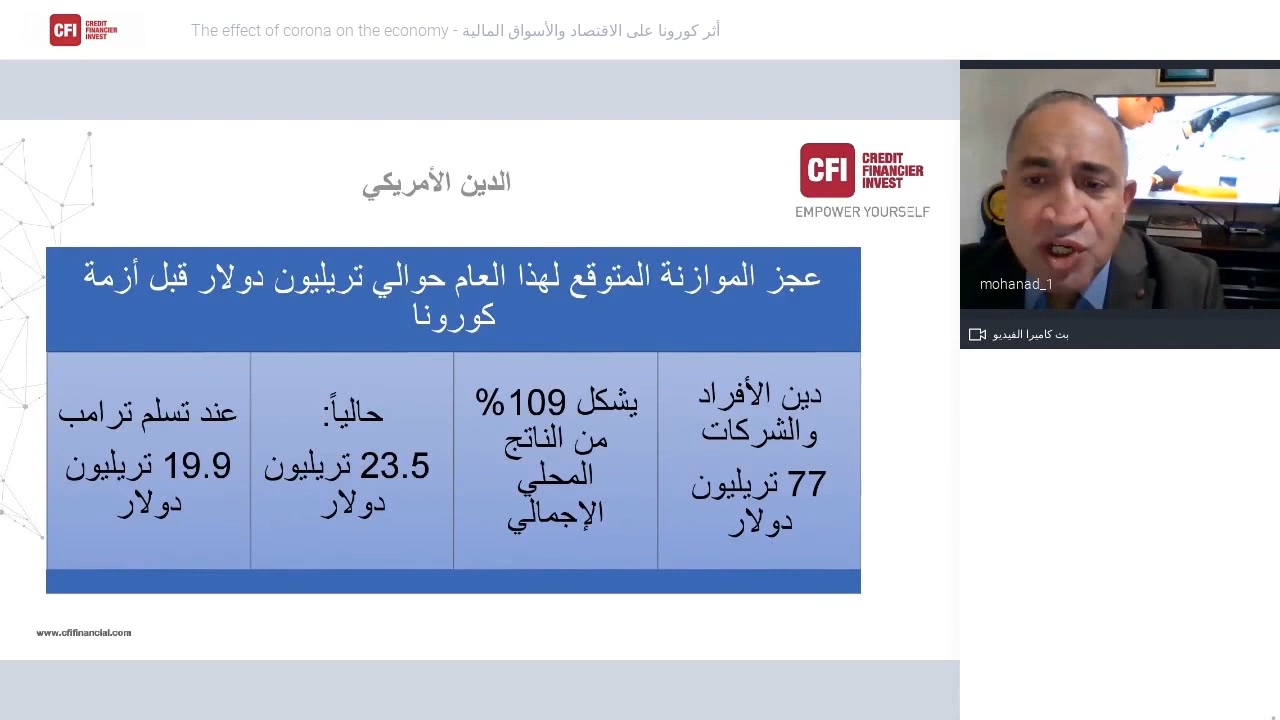 CFI CREDIT
FINANCIER
INVEST
The effect of corona on the economy - أثر كورونا على الاقتصاد والأسواق المالية
الدين الأمريكي
CFI CREDIT
FINANCIER
INVEST
EMPOWER YOURSELF
عجز الموازنة المتوقع لهذا العام حوالي تريليون دولار قبل أزمة
كورونا
دين الأفراد
والشركات
77 تريليون
دولار
يشكل 109%
من الناتج
المحلي
الإجمالي
حالياً:
23.5 تريليون
دولار
عند تسلم ترامب
19.9 تريليون
دولار
www.cfifinancial.com
mohanad_1
بث كاميرا الفيديو